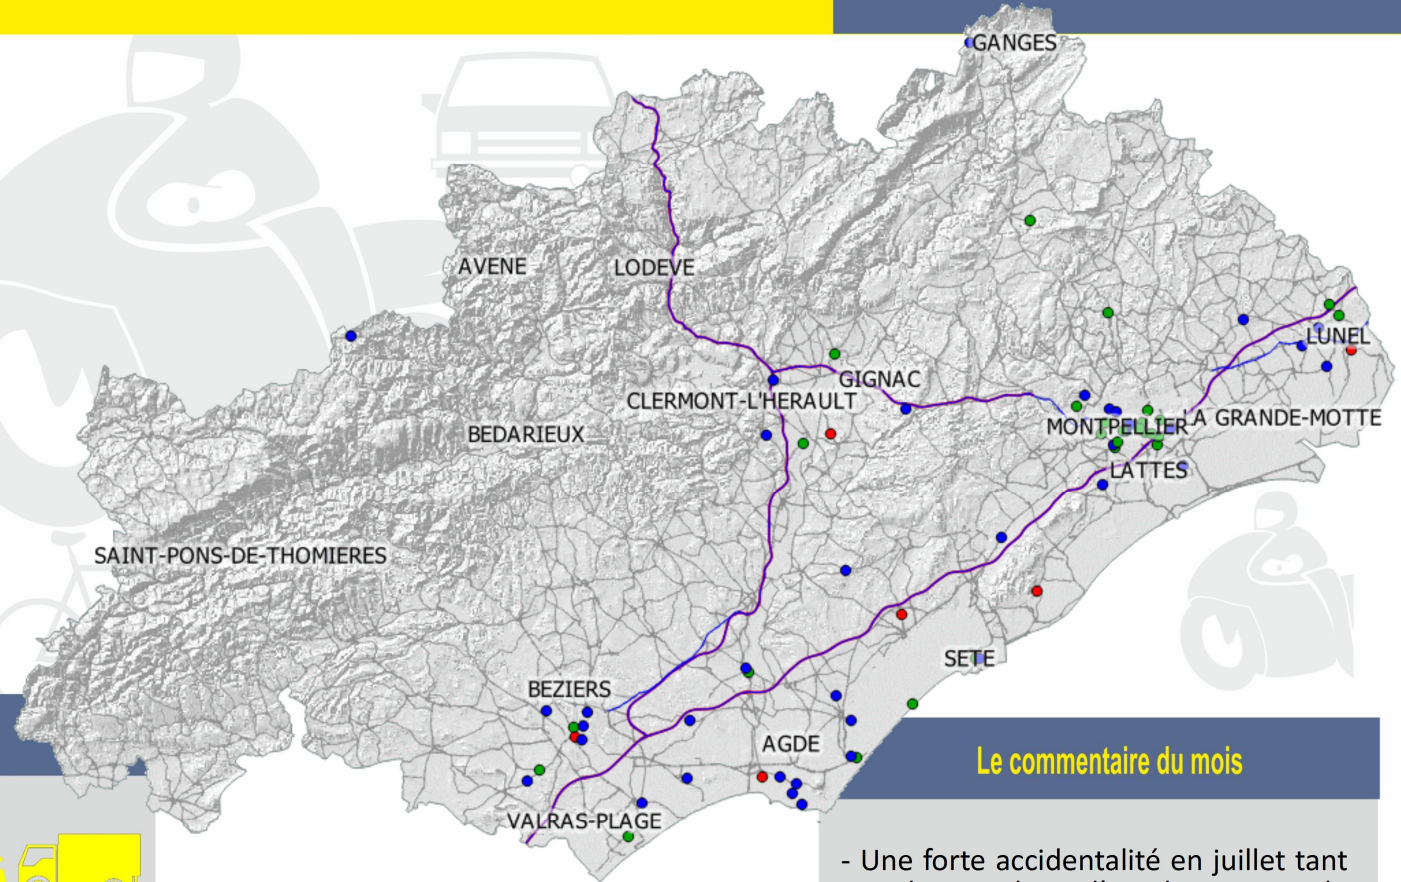 GANGES
AVENE
LODEVE
LUNEL
GIGNAC
CLERMONT-L'HERAULT
LA GRANDE-MOTTE
MONTPELLIER
BEDARIEUX
LATTES
SAINT-PONS-DE-THOMIERES
SETE
BEZIERS
AGDE
Le commentaire du mois
VALRAS-PLAGE
- Une forte accidentalité en juillet tant